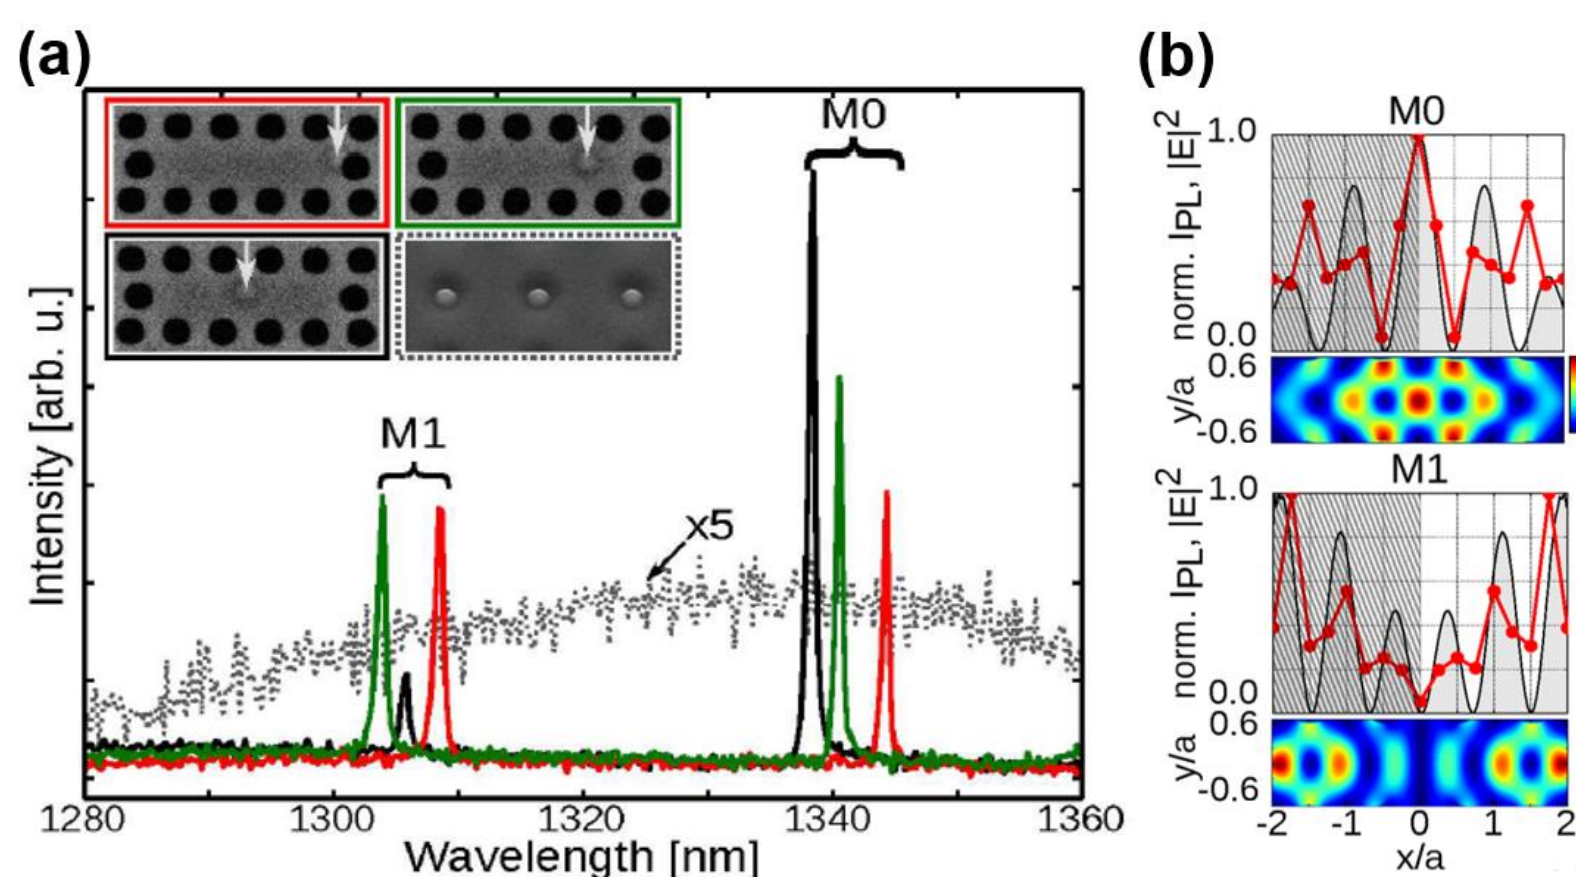 (a)
(b)
M0
M1
x5
Intensity [arb. u.]
1280 1300 1320 1340 1360
Wavelength [nm]
M0
norm. IPL, |E|2
1.0
0.0
y/a
0.6
-0.6
M1
norm. IPL, |E|2
1.0
0.0
y/a
0.6
-0.6
-2 -1 0 1 2
x/a